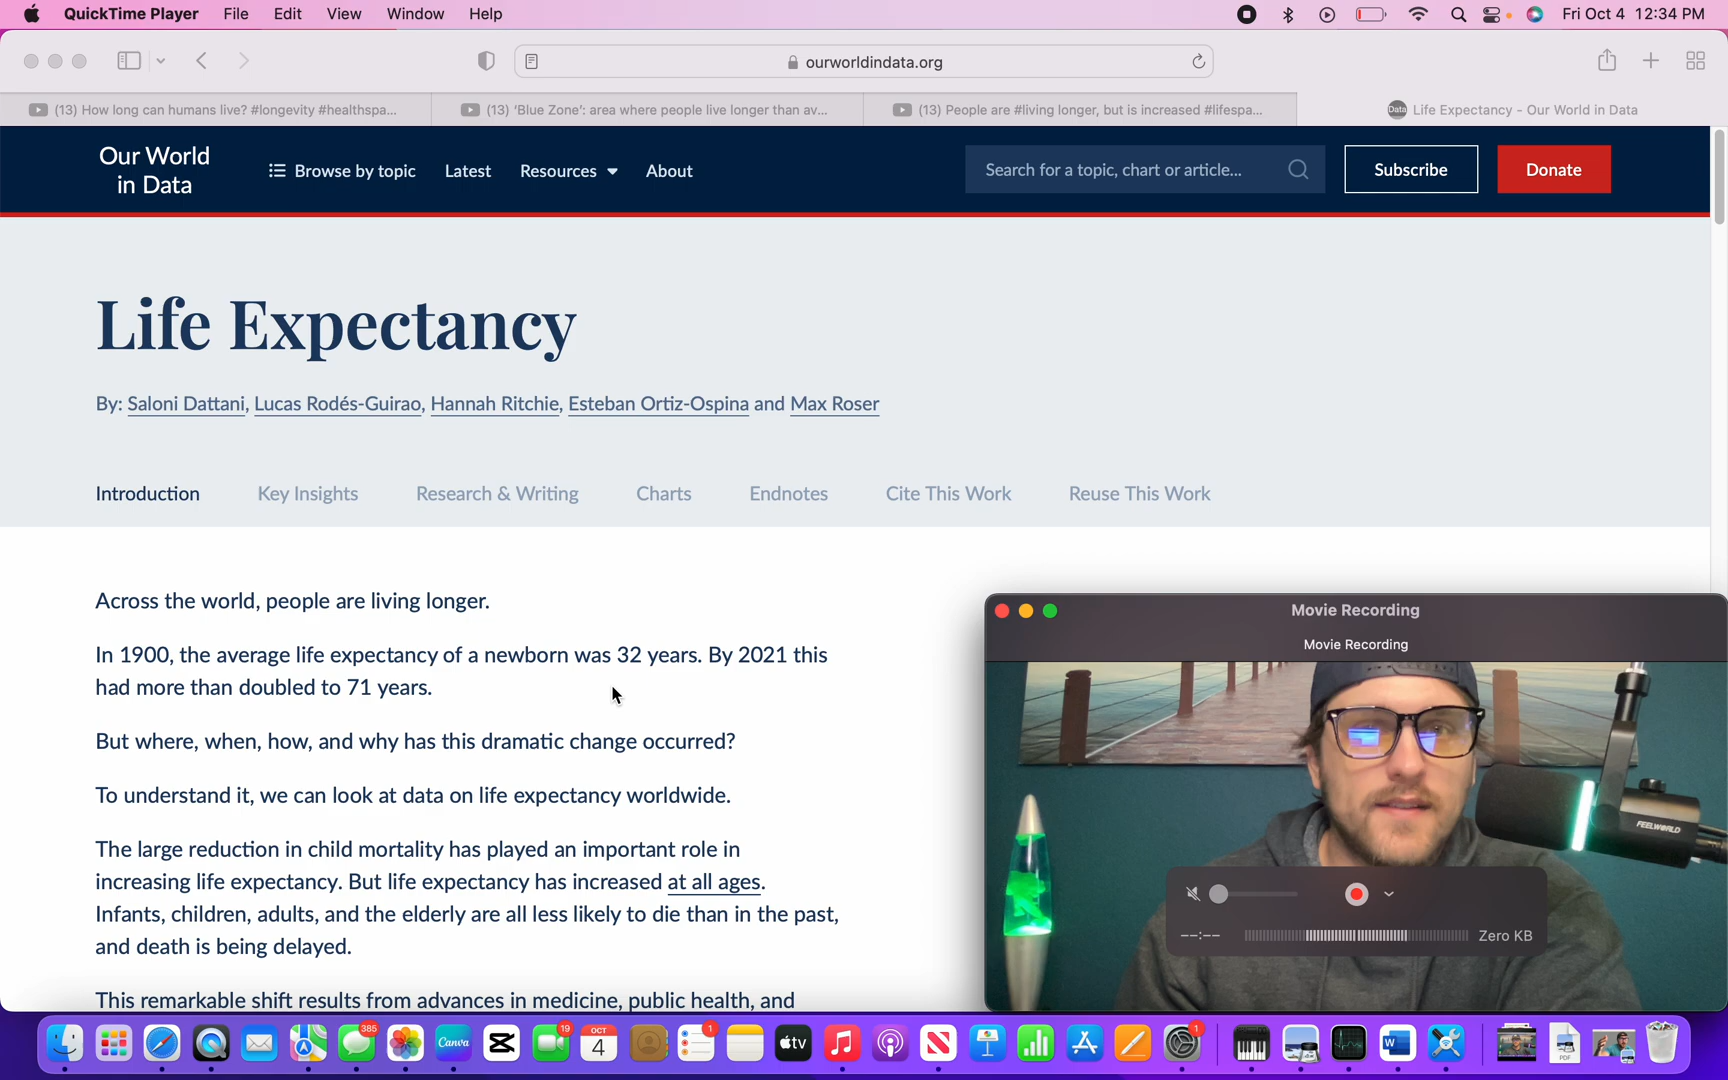 QuickTime Player File Edit View Window Help Fri Oct 4 12:34 PM
ourworldindata.org
(13) How long can humans live? #longevity #healthspa...
(13) 'Blue Zone': area where people live longer than av...
(13) People are #living longer, but is increased #lifespa...
Data Life Expectancy - Our World in Data
Our World
in Data
Browse by topic Latest Resources About
Search for a topic, chart or article...
Subscribe
Donate
Life Expectancy
By: Saloni Dattani, Lucas Rodés-Guirao, Hannah Ritchie, Esteban Ortiz-Ospina and Max Roser
Introduction Key Insights Research & Writing Charts Endnotes Cite This Work Reuse This Work
Across the world, people are living longer.
In 1900, the average life expectancy of a newborn was 32 years. By 2021 this
had more than doubled to 71 years.
But where, when, how, and why has this dramatic change occurred?
To understand it, we can look at data on life expectancy worldwide.
The large reduction in child mortality has played an important role in
increasing life expectancy. But life expectancy has increased at all ages.
Infants, children, adults, and the elderly are all less likely to die than in the past,
and death is being delayed.
This remarkable shift results from advances in medicine, public health, and
Movie Recording
Movie Recording
FEELWORLD
--:-- Zero KB
385
Canva
19
OCT
4
1
tv
1
W
PDF